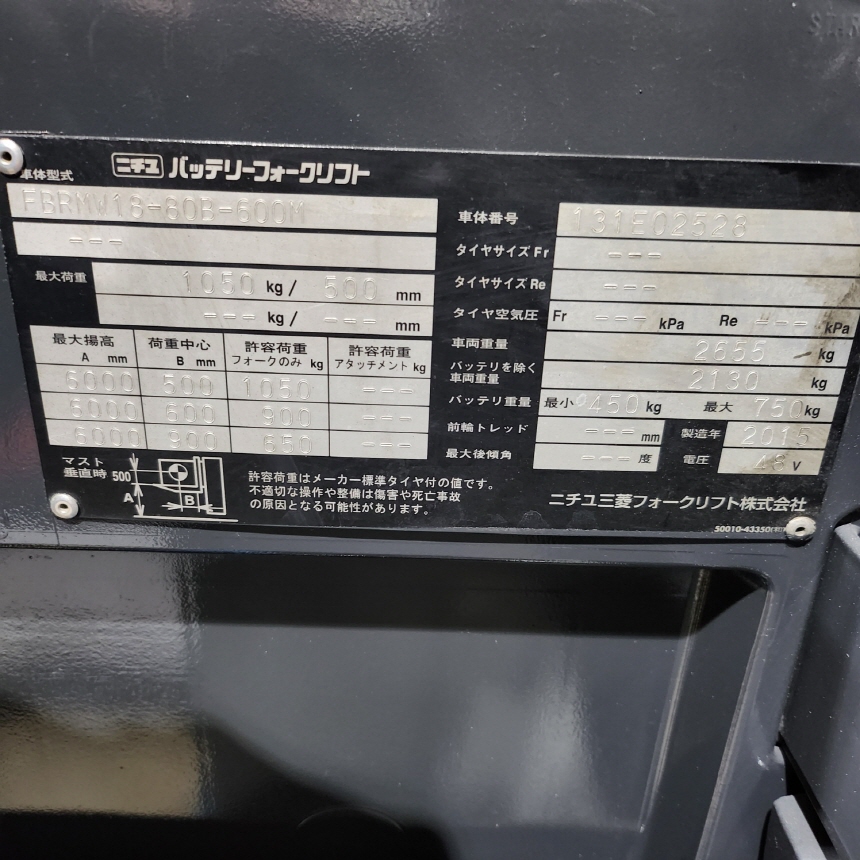 STAR
ニチユ バッテリーフォークリフト
車体型式
FBRMV18-80B-600M
---
最大荷重 1050 kg / 500 mm
--- kg / --- mm
最大揚高 A mm 荷重中心 B mm 許容荷重 フォークのみ kg 許容荷重 アタッチメント kg
6000 500 1050 ---
6000 600 900 ---
6000 900 650 ---
マスト垂直時 500 A B
許容荷重はメーカー標準タイヤ付の値です。
不適切な操作や整備は傷害や死亡事故
の原因となる可能性があります。
車体番号 131E02528
タイヤサイズ Fr ---
タイヤサイズ Re ---
タイヤ空気圧 Fr --- kPa Re --- kPa
車両重量 2655 kg
バッテリを除く車両重量 2130 kg
バッテリ重量 最小 450 kg 最大 750 kg
前輪トレッド --- mm 製造年 2015
最大後傾角 --- 度 電圧 48 V
ニチユ三菱フォークリフト株式会社
50010-43350